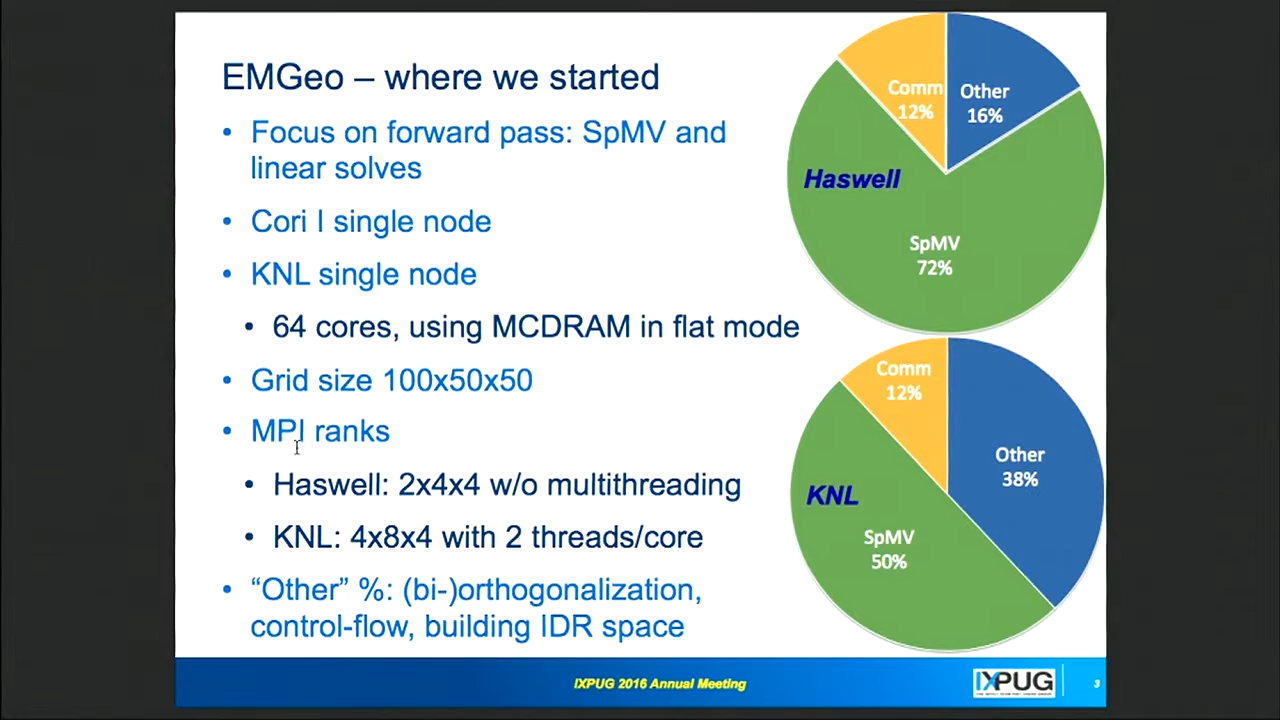 EMGeo – where we started
• Focus on forward pass: SpMV and
linear solves
• Cori I single node
• KNL single node
• 64 cores, using MCDRAM in flat mode
• Grid size 100x50x50
• MPI ranks
• Haswell: 2x4x4 w/o multithreading
• KNL: 4x8x4 with 2 threads/core
• “Other” %: (bi-)orthogonalization,
control-flow, building IDR space
Comm
12%
Other
16%
Haswell
SpMV
72%
Comm
12%
Other
38%
KNL
SpMV
50%
IXPUG 2016 Annual Meeting
IXPUG
3